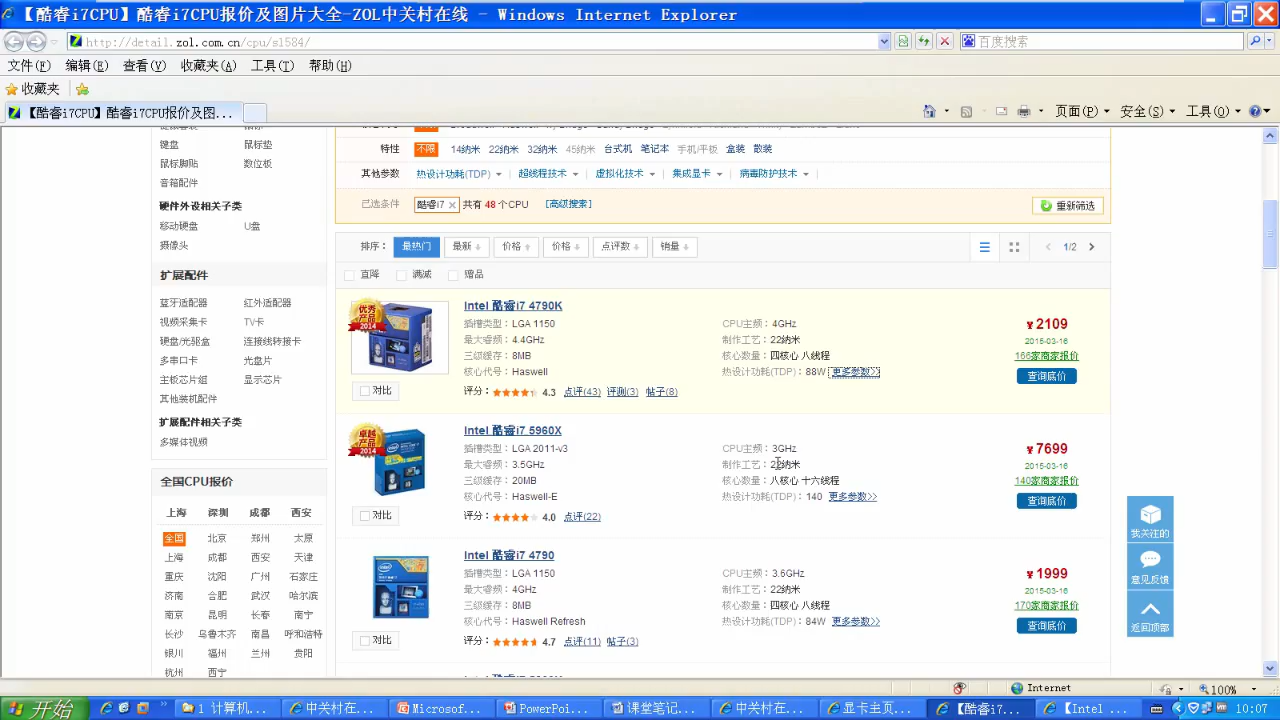 【酷睿i7CPU】酷睿i7CPU报价及图片大全-ZOL中关村在线 - Windows Internet Explorer
http://detail.zol.com.cn/cpu/s1584/
百度搜索
文件(F) 编辑(E) 查看(V) 收藏夹(A) 工具(T) 帮助(H)
收藏夹
【酷睿i7CPU】酷睿i7CPU报价及图...
页面(P) 安全(S) 工具(O)
键盘 鼠标垫
鼠标脚贴 数位板
音箱配件
硬件外设相关子类
移动硬盘 U盘
摄像头
扩展配件
蓝牙适配器 红外适配器
视频采集卡 TV卡
硬盘/光驱盒 连接线转接卡
多串口卡 光盘片
主板芯片组 显示芯片
其他装机配件
扩展配件相关子类
多媒体视频
全国CPU报价
上海 深圳 成都 西安
全国 北京 郑州 太原
上海 成都 西安 天津
重庆 沈阳 广州 石家庄
济南 合肥 武汉 哈尔滨
南京 昆明 长春 南宁
长沙 乌鲁木齐 南昌 呼和浩特
银川 福州 兰州 贵阳
杭州 西宁
特性 不限 14纳米 22纳米 32纳米 45纳米 台式机 笔记本 手机/平板 盒装 散装
其他参数 热设计功耗(TDP) 超线程技术 虚拟化技术 集成显卡 病毒防护技术
已选条件 酷睿i7 × 共有 48 个CPU [高级搜索] 重新筛选
排序： 最热门 最新 价格 价格 点评数 销量 1/2
直降 满减 赠品
优秀产品 2014
Intel 酷睿i7 4790K
插槽类型：LGA 1150 CPU主频：4GHz ¥2109
最大睿频：4.4GHz 制作工艺：22纳米 2015-03-16
三级缓存：8MB 核心数量：四核心 八线程 166家商家报价
核心代号：Haswell 热设计功耗(TDP)：88W 更多参数>> 查询底价
对比 评分： 4.3 点评(43) 评测(3) 帖子(8)
卓越产品 2014
Intel 酷睿i7 5960X
插槽类型：LGA 2011-v3 CPU主频：3GHz ¥7699
最大睿频：3.5GHz 制作工艺：22纳米 2015-03-16
三级缓存：20MB 核心数量：八核心 十六线程 140家商家报价
核心代号：Haswell-E 热设计功耗(TDP)：140 更多参数>> 查询底价
对比 评分： 4.0 点评(22)
Intel 酷睿i7 4790
插槽类型：LGA 1150 CPU主频：3.6GHz ¥1999
最大睿频：4GHz 制作工艺：22纳米 2015-03-16
三级缓存：8MB 核心数量：四核心 八线程 170家商家报价
核心代号：Haswell Refresh 热设计功耗(TDP)：84W 更多参数>> 查询底价
对比 评分： 4.7 点评(11) 帖子(3)
我关注的
意见反馈
返回顶部
Internet 100%
开始 1 计算机... 中关村在... Microsof... PowerPoi... 课堂笔记... 中关村在... 显卡主页... 【酷睿i7... 【Intel ... 10:07